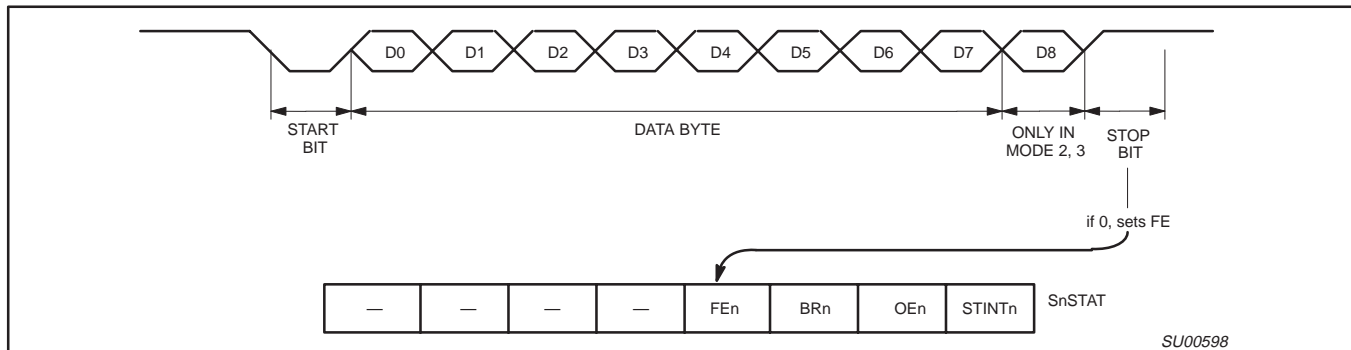 D0 D1 D2 D3 D4 D5 D6 D7 D8
START
BIT
DATA BYTE
ONLY IN
MODE 2, 3
STOP
BIT
if 0, sets FE
— — — — FEn BRn OEn STINTn SnSTAT
SU00598